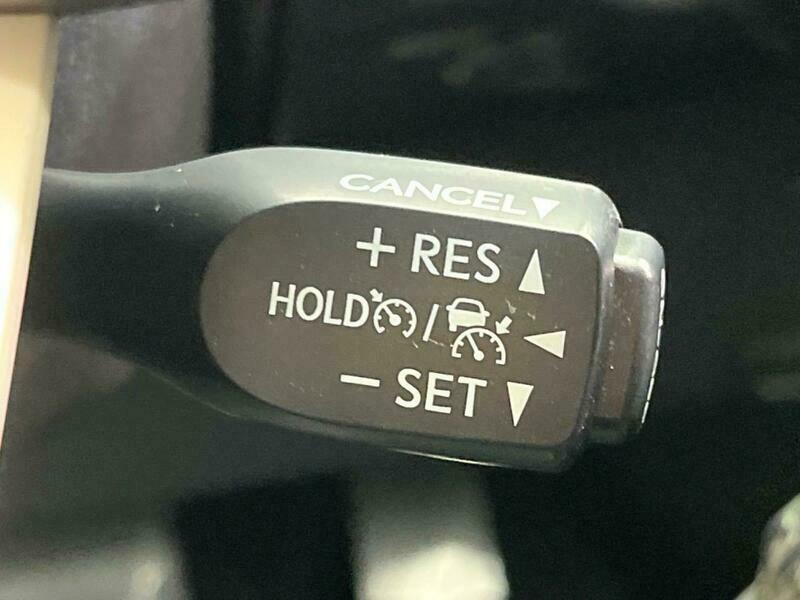 CANCEL▼
+ RES ▲
HOLD / ◀
− SET ▼